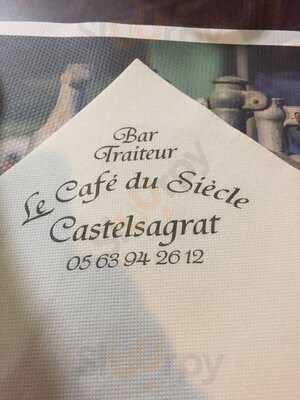 Bar
Traiteur
Le Café du Siècle
Castelsagrat
05 63 94 26 12